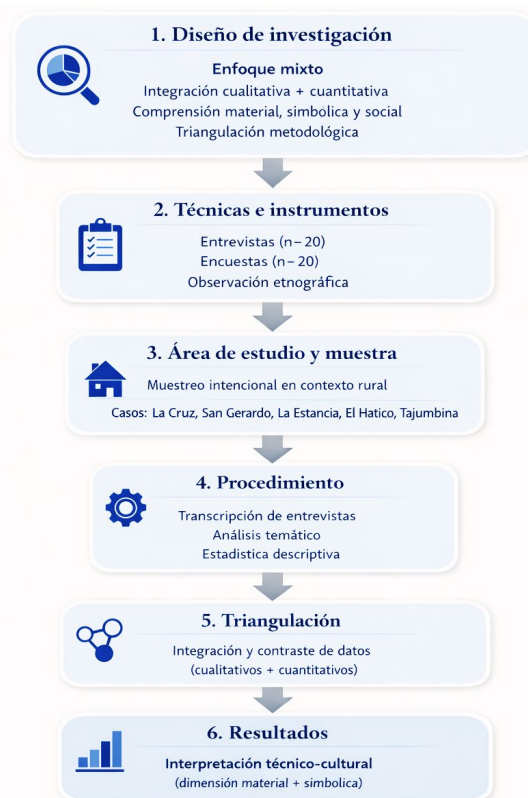 1. Diseño de investigación
Enfoque mixto
Integración cualitativa + cuantitativa
Comprensión material, simbolica y social
Triangulación metodológica
2. Técnicas e instrumentos
Entrevistas (n–20)
Encuestas (n–20)
Observación etnográfica
3. Área de estudio y muestra
Muestreo intencional en contexto rural
Casos: La Cruz, San Gerardo, La Estancia, El Hatico, Tajumbina
4. Procedimiento
Transcripción de entrevistas
Análisis temático
Estadistica descriptiva
5. Triangulación
Integración y contraste de datos
(cualitativos + cuantitativos)
6. Resultados
Interpretación técnico-cultural
(dimensión material + simbolica)